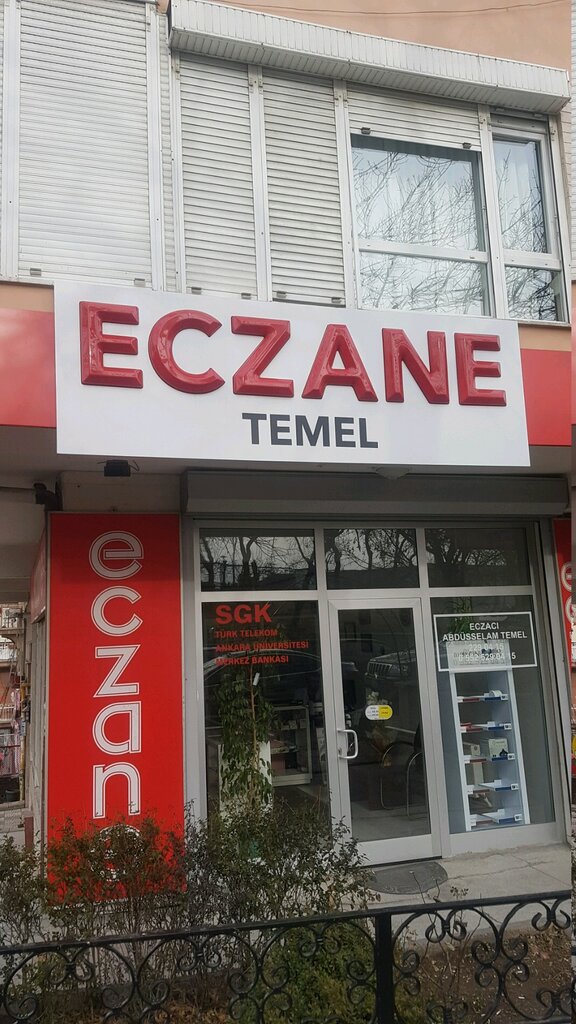 ECZANE
TEMEL
eczane
SGK
TÜRK TELEKOM
ANKARA ÜNİVERSİTESİ
MERKEZ BANKASI
ECZACI
ABDÜSSELAM TEMEL